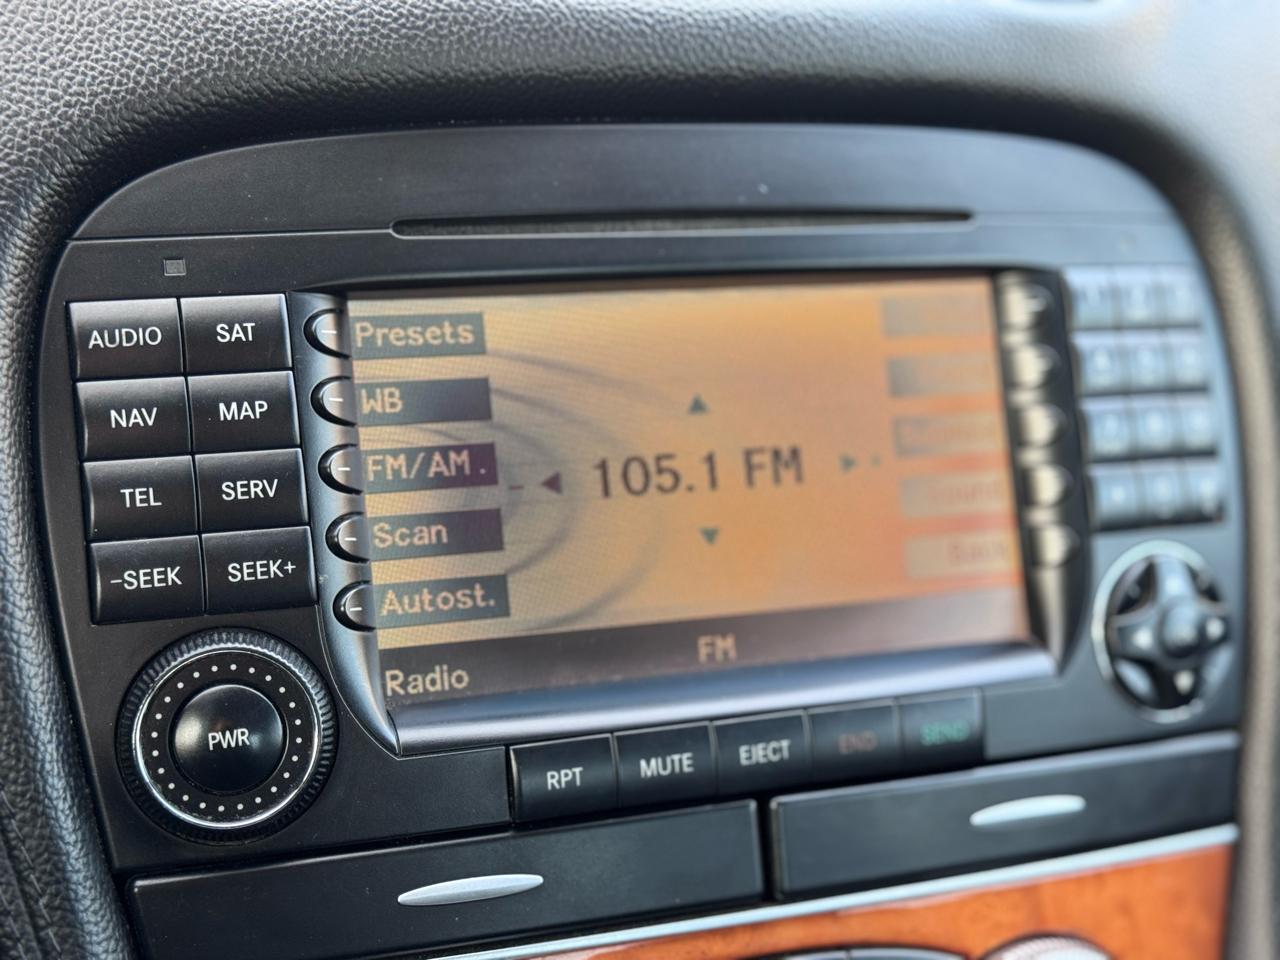 AUDIO
SAT
NAV
MAP
TEL
SERV
-SEEK
SEEK+
PWR
Presets
WB
FM/AM.
Scan
Autost.
105.1 FM
Back
FM
Radio
RPT
MUTE
EJECT
END
SEND